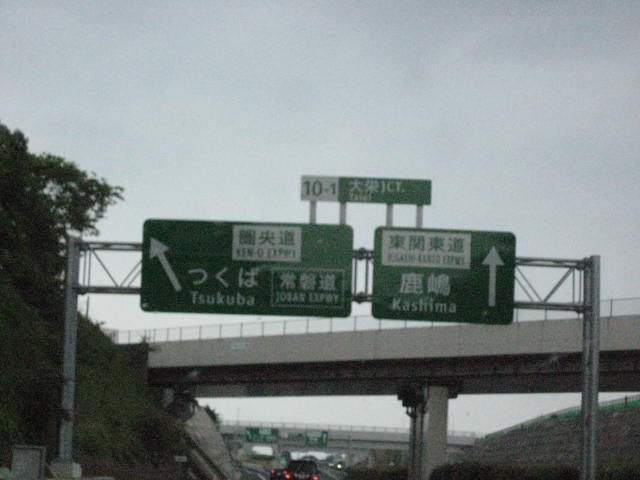 10-1 大栄JCT.
Taiei
圏央道
KEN-O EXPWY
つくば 常磐道
Tsukuba JOBAN EXPWY
東関東道
HIGASHI-KANTO EXPWY
鹿嶋
Kashima